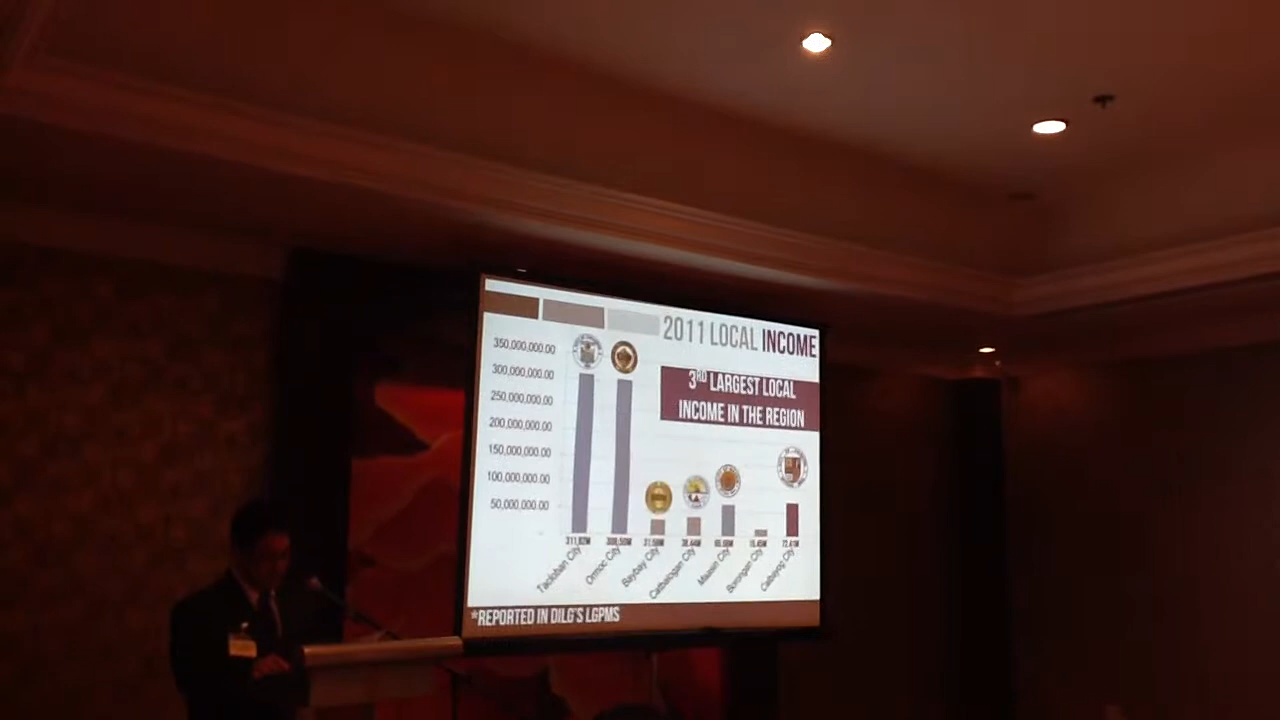 2011 LOCAL INCOME
3RD LARGEST LOCAL
INCOME IN THE REGION
350,000,000.00
300,000,000.00
250,000,000.00
200,000,000.00
150,000,000.00
100,000,000.00
50,000,000.00
Tacloban City
Ormoc City
Baybay City
Catbalogan City
Maasin City
Borongan City
Calbayog City
*REPORTED IN DILG'S LGPMS